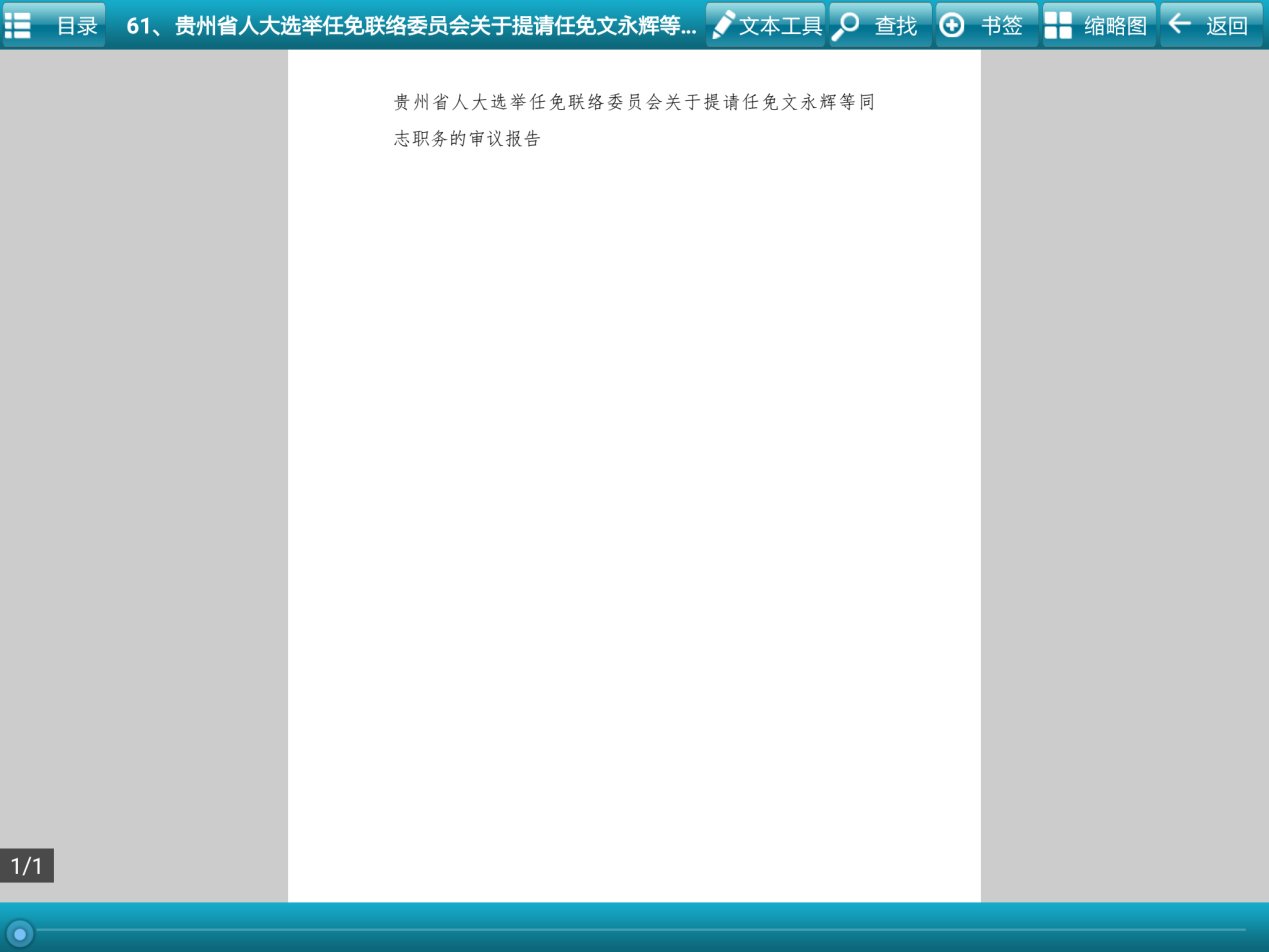 目录
61、贵州省人大选举任免联络委员会关于提请任免文永辉等...
文本工具
查找
书签
缩略图
返回
贵州省人大选举任免联络委员会关于提请任免文永辉等同
志职务的审议报告
1/1